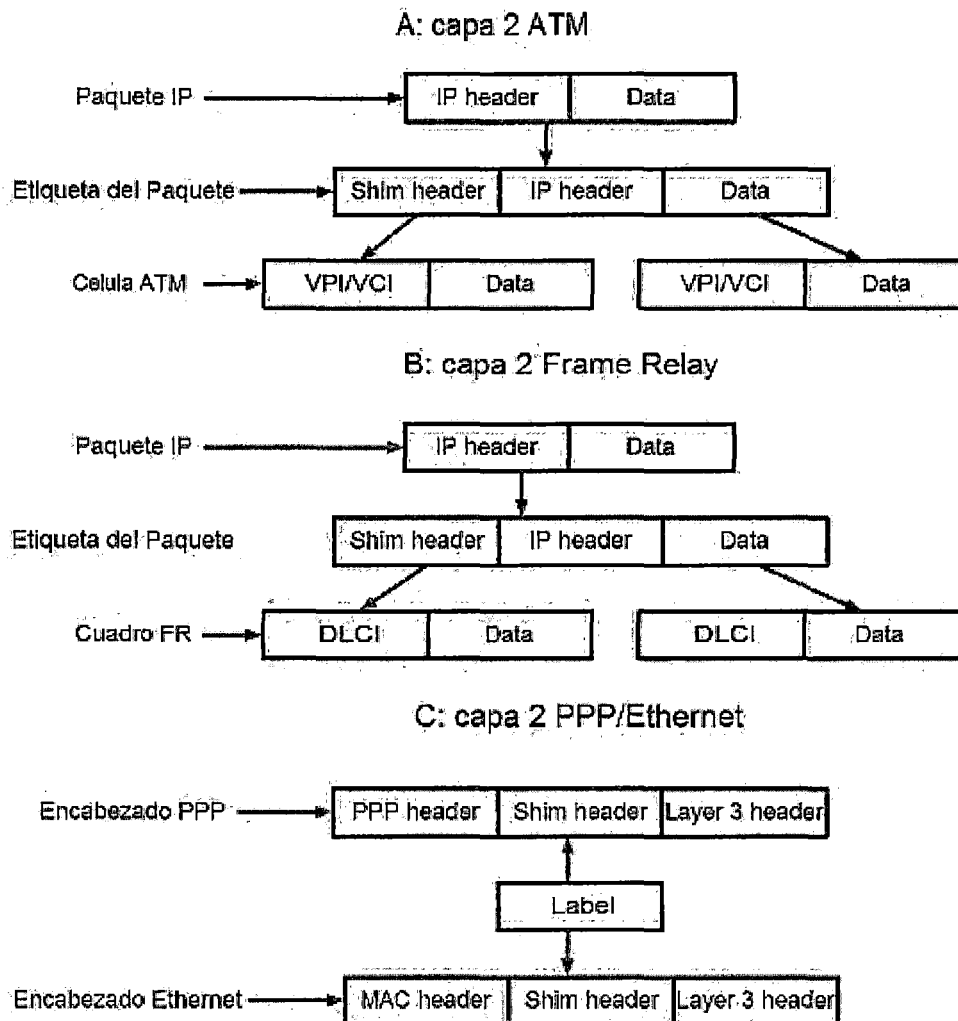 A: capa 2 ATM
Paquete IP IP header Data
Etiqueta del Paquete Shim header IP header Data
Celula ATM VPI/VCI Data VPI/VCI Data
B: capa 2 Frame Relay
Paquete IP IP header Data
Etiqueta del Paquete Shim header IP header Data
Cuadro FR DLCI Data DLCI Data
C: capa 2 PPP/Ethernet
Encabezado PPP PPP header Shim header Layer 3 header
Label
Encabezado Ethernet MAC header Shim header Layer 3 header